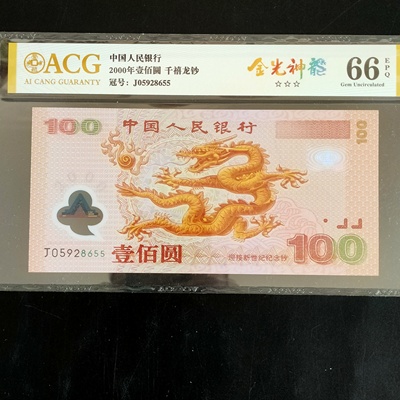 ACG
AI CANG GUARANTY
中国人民银行
2000年壹佰圆 千禧龙钞
冠号：J05928655
金光神龍
☆☆☆
66
EPQ
Gem Uncirculated
100
中国人民银行
100
J05928655
壹佰圆
迎接新世纪纪念钞
100